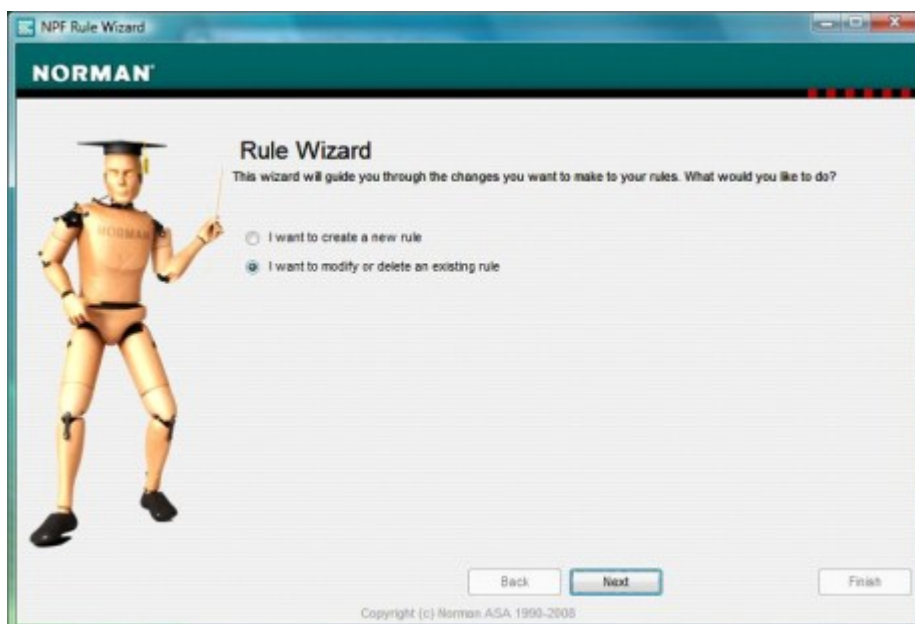 NPF Rule Wizard
NORMAN
Rule Wizard
This wizard will guide you through the changes you want to make to your rules. What would you like to do?
NORMAN
I want to create a new rule
I want to modify or delete an existing rule
Back Next Finish
Copyright (c) Norman ASA 1990-2008